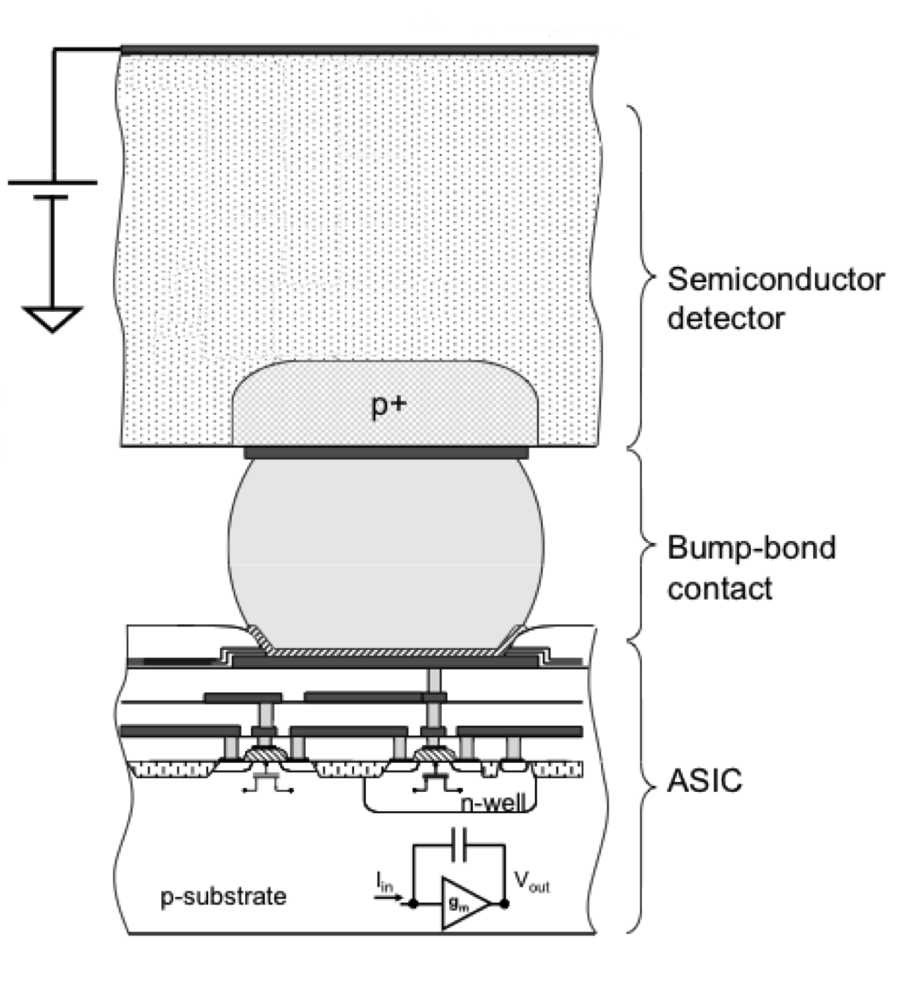 Semiconductor
detector
p+
Bump-bond
contact
ASIC
n-well
p-substrate
Iin
gm
Vout